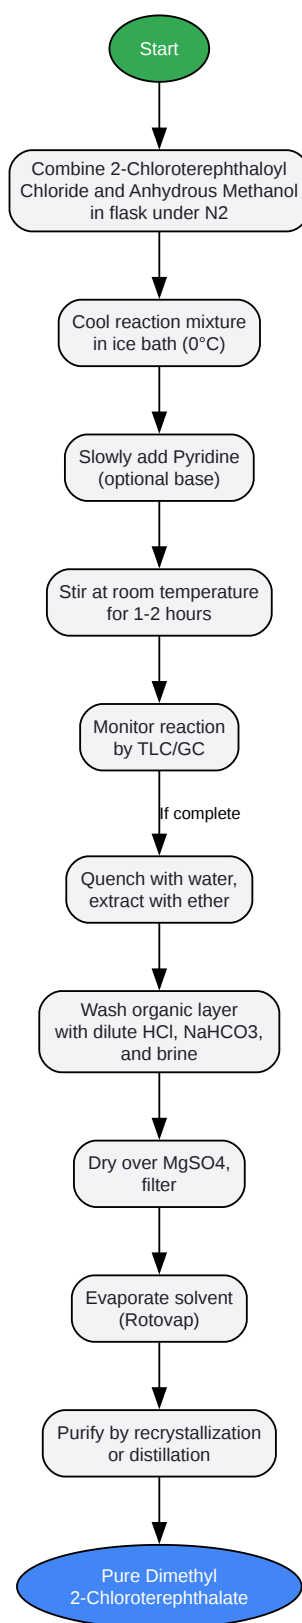 Start
Combine 2-Chloroterephthaloyl
Chloride and Anhydrous Methanol
in flask under N2
Cool reaction mixture
in ice bath (0°C)
Slowly add Pyridine
(optional base)
Stir at room temperature
for 1-2 hours
Monitor reaction
by TLC/GC
If complete
Quench with water,
extract with ether
Wash organic layer
with dilute HCl, NaHCO3,
and brine
Dry over MgSO4,
filter
Evaporate solvent
(Rotovap)
Purify by recrystallization
or distillation
Pure Dimethyl
2-Chloroterephthalate